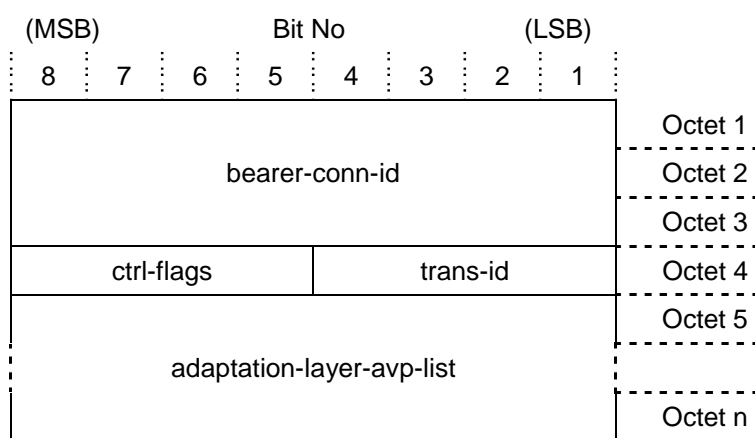 (MSB) Bit No (LSB)
8 7 6 5 4 3 2 1
Octet 1
bearer-conn-id Octet 2
Octet 3
ctrl-flags trans-id Octet 4
Octet 5
adaptation-layer-avp-list
Octet n